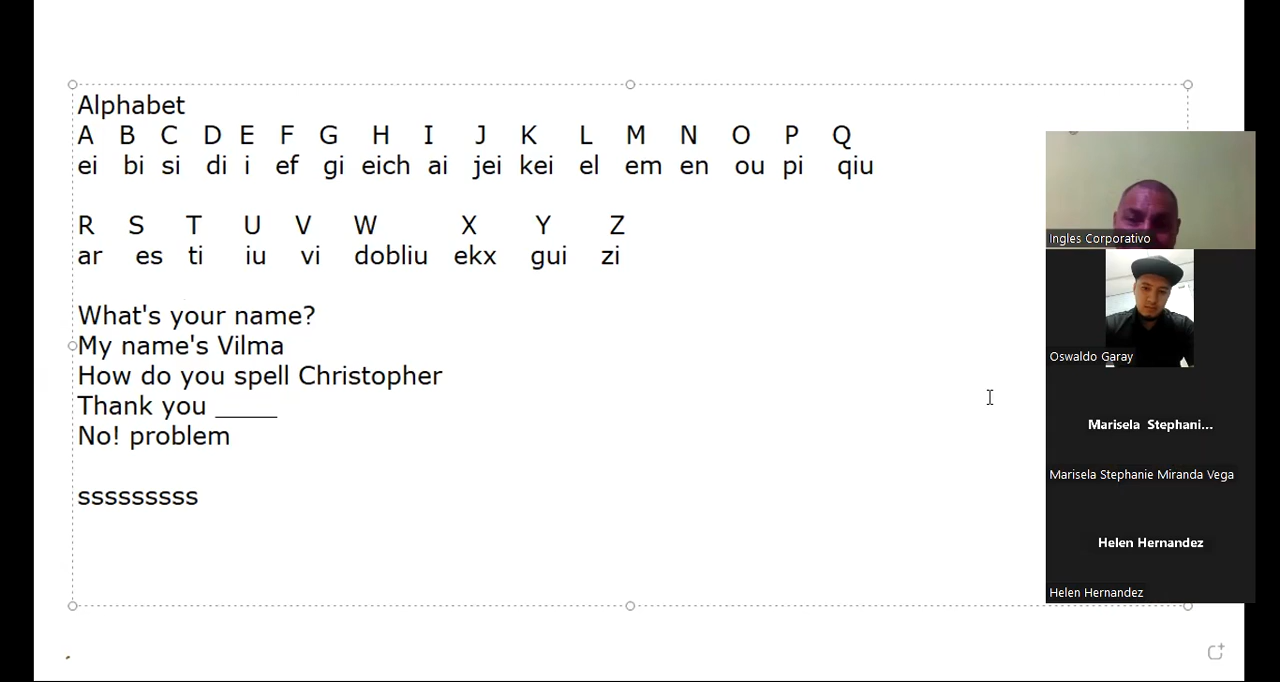 Alphabet
A B C D E F G H I J K L M N O P Q
ei bi si di i ef gi eich ai jei kei el em en ou pi qiu
R S T U V W X Y Z
ar es ti iu vi dobliu ekx gui zi
What's your name?
My name's Vilma
How do you spell Christopher
Thank you ____
No! problem
sssssssss
Ingles Corporativo
Oswaldo Garay
Marisela Stephani...
Marisela Stephanie Miranda Vega
Helen Hernandez
Helen Hernandez